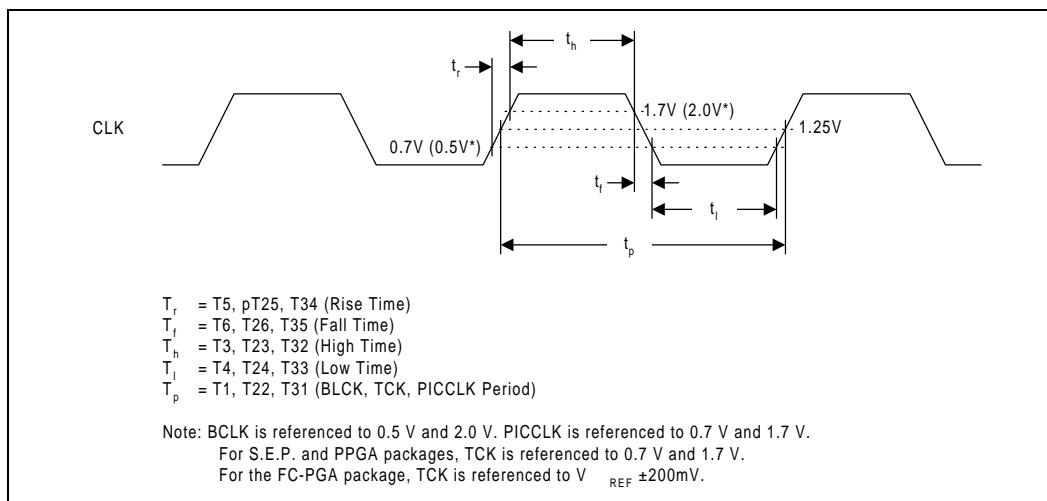 t_h
t_r
CLK
1.7V (2.0V*)
1.25V
0.7V (0.5V*)
t_f
t_l
t_p
T_r = T5, pT25, T34 (Rise Time)
T_f = T6, T26, T35 (Fall Time)
T_h = T3, T23, T32 (High Time)
T_l = T4, T24, T33 (Low Time)
T_p = T1, T22, T31 (BLCK, TCK, PICCLK Period)
Note: BCLK is referenced to 0.5 V and 2.0 V. PICCLK is referenced to 0.7 V and 1.7 V.
For S.E.P. and PPGA packages, TCK is referenced to 0.7 V and 1.7 V.
For the FC-PGA package, TCK is referenced to V REF ±200mV.